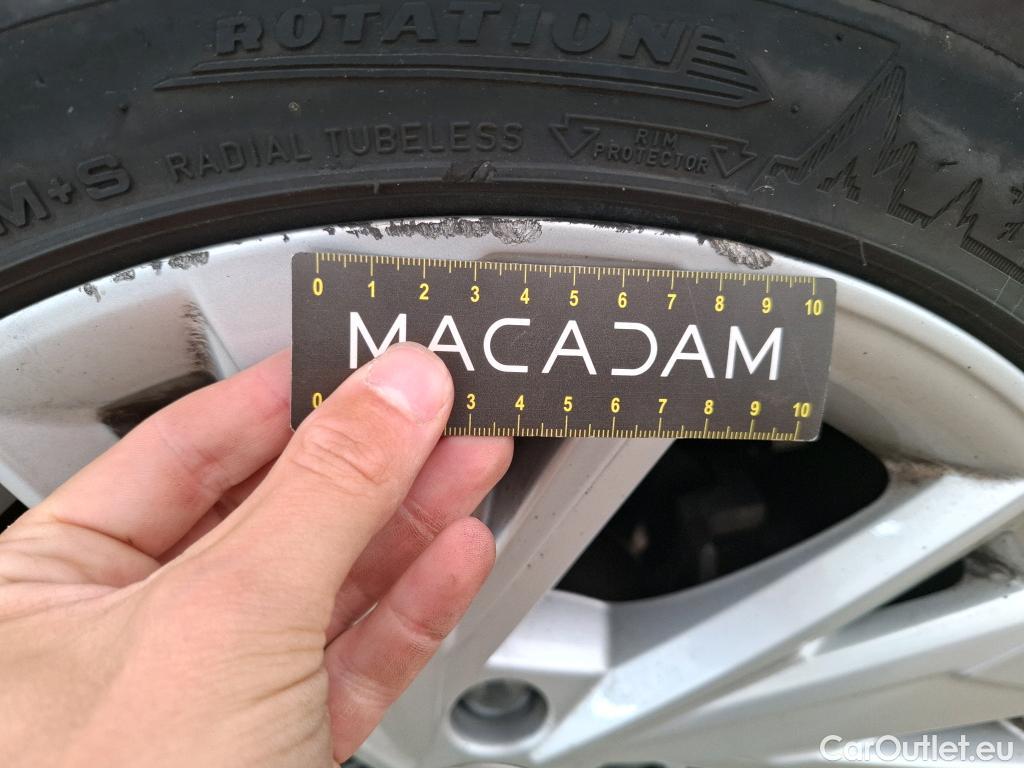 ROTATION
M+S RADIAL TUBELESS RIM
PROTECTOR
0 1 2 3 4 5 6 7 8 9 10
MACADAM
0 3 4 5 6 7 8 9 10
CarOutlet.eu